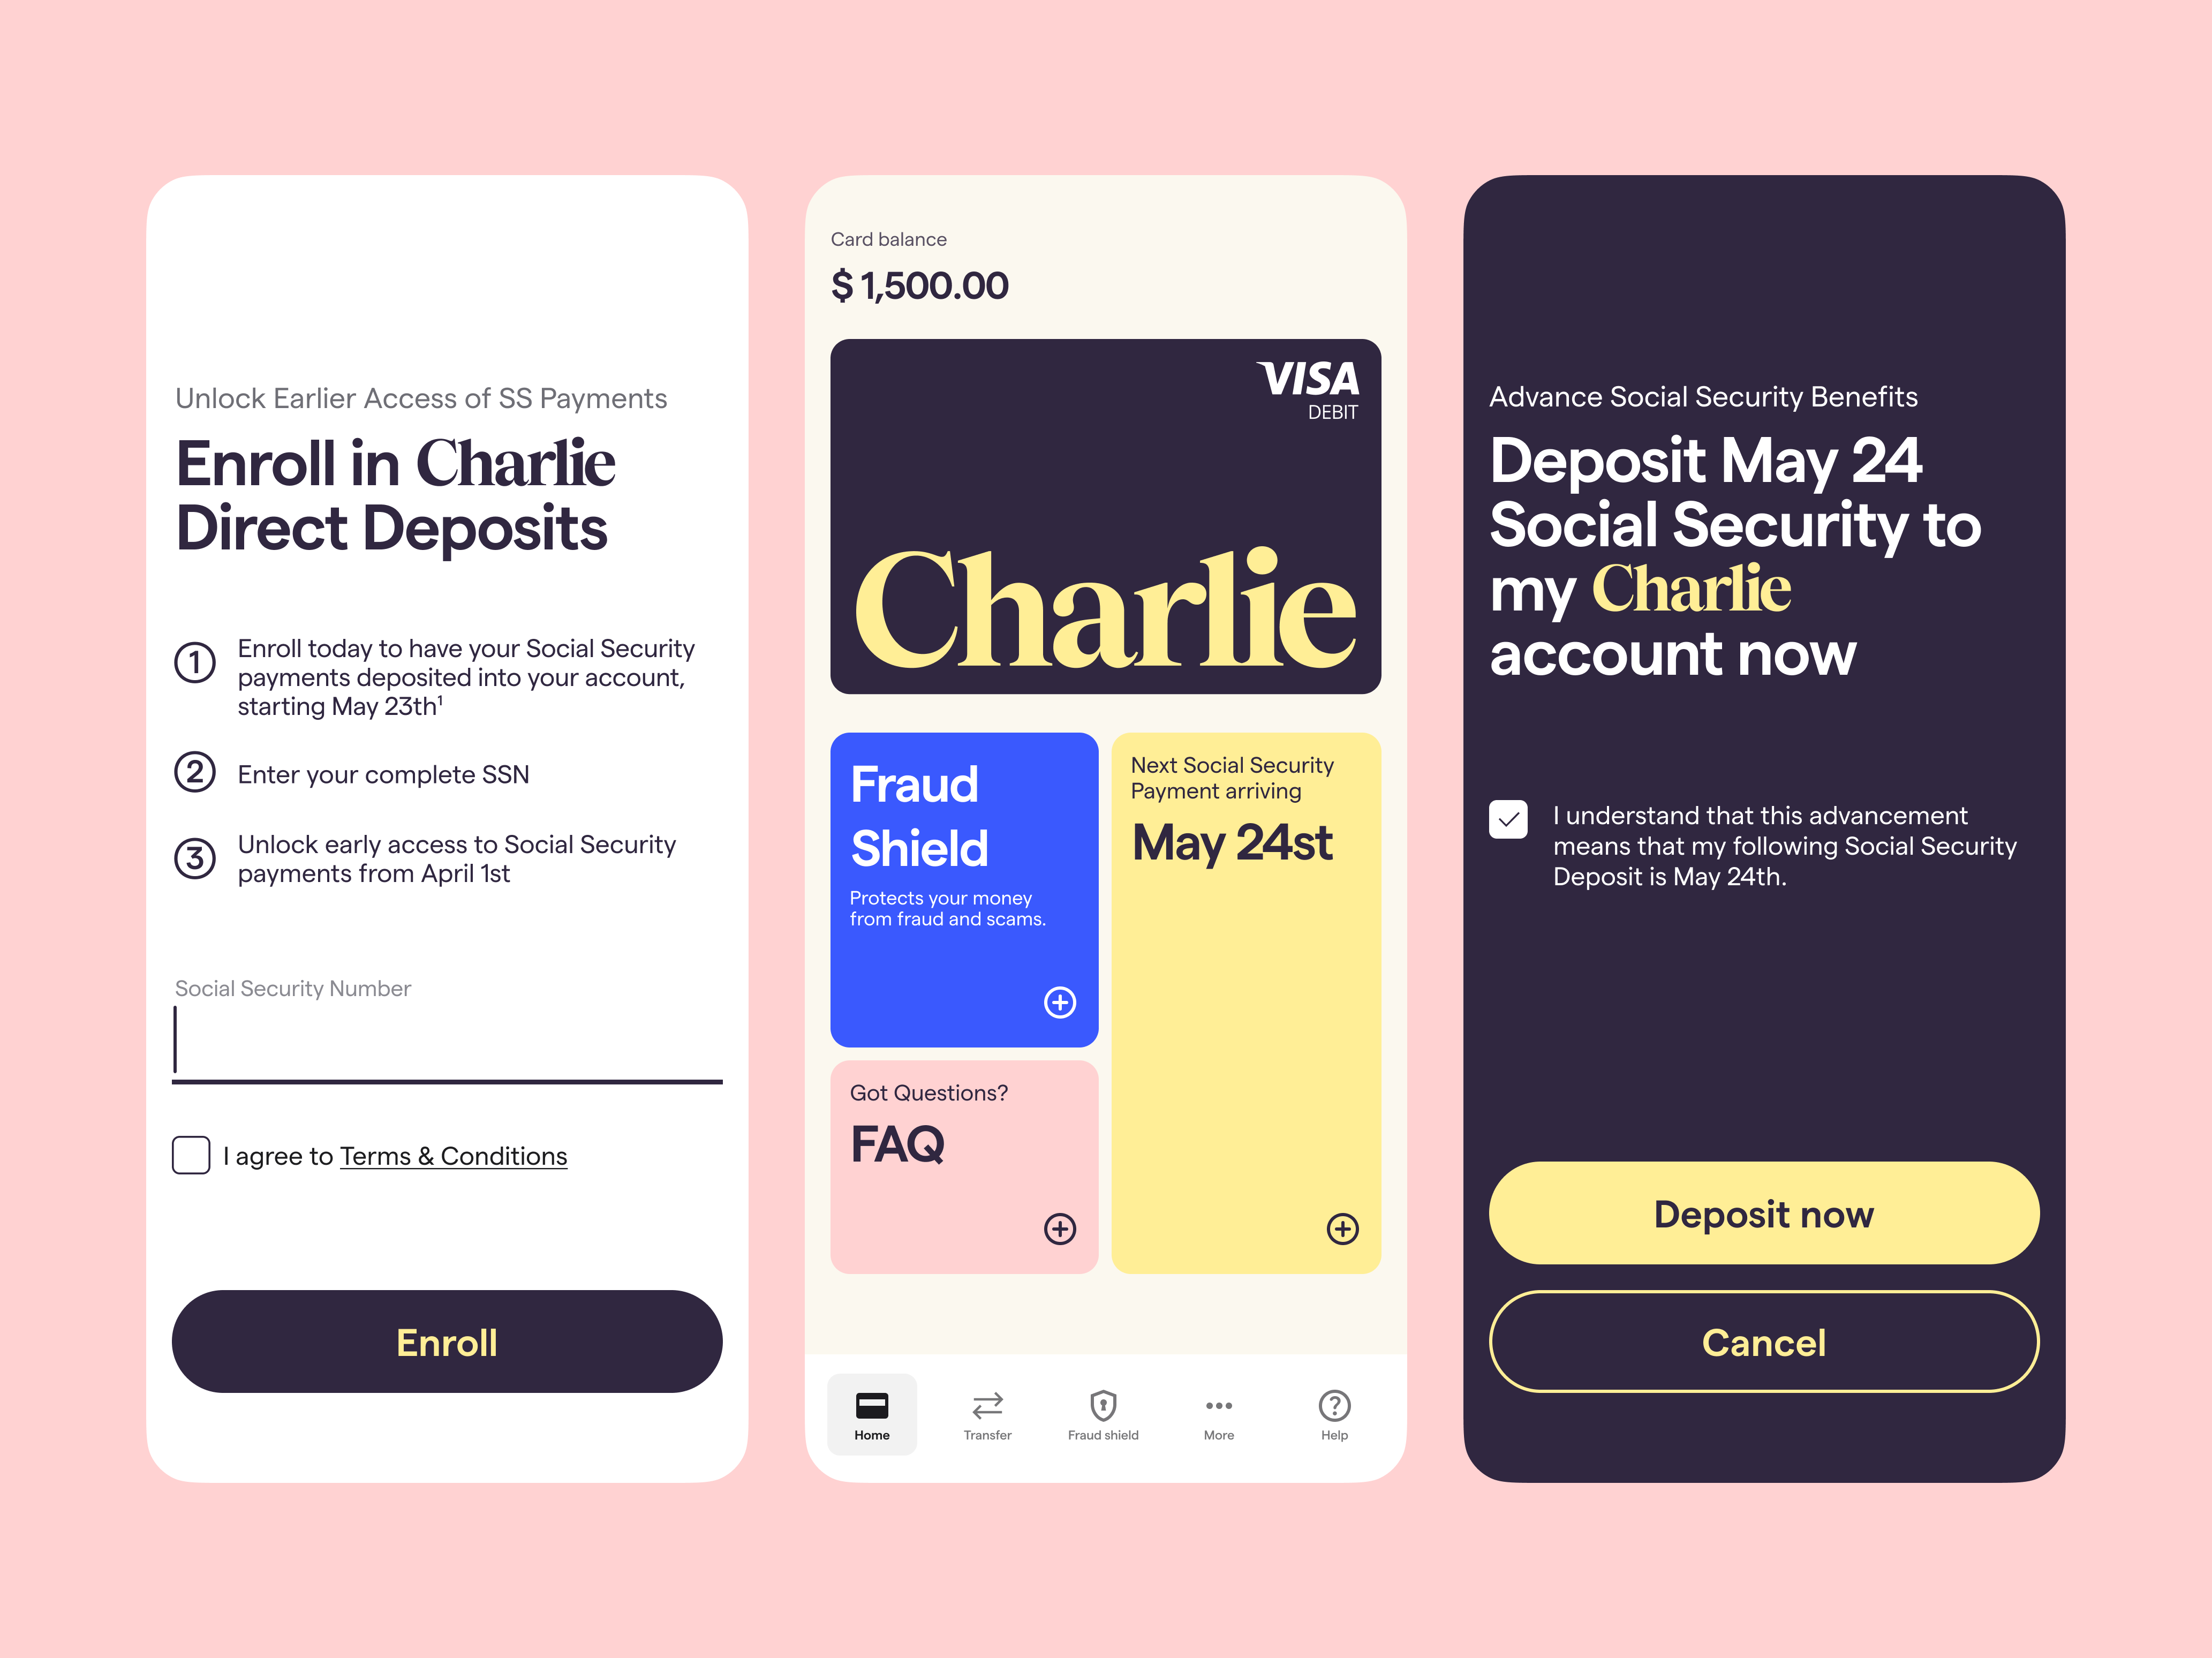 Unlock Earlier Access of SS Payments
Enroll in Charlie
Direct Deposits
1
Enroll today to have your Social Security
payments deposited into your account,
starting May 23th¹
2
Enter your complete SSN
3
Unlock early access to Social Security
payments from April 1st
Social Security Number
I agree to Terms & Conditions
Enroll
Card balance
$ 1,500.00
VISA
DEBIT
Charlie
Fraud
Shield
Protects your money
from fraud and scams.
Next Social Security
Payment arriving
May 24st
Got Questions?
FAQ
Home
Transfer
Fraud shield
More
Help
Advance Social Security Benefits
Deposit May 24
Social Security to
my Charlie
account now
I understand that this advancement
means that my following Social Security
Deposit is May 24th.
Deposit now
Cancel